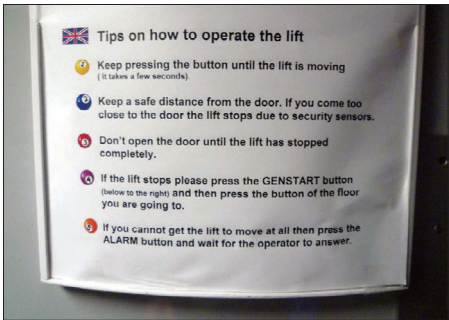 Tips on how to operate the lift
1 Keep pressing the button until the lift is moving
(it takes a few seconds).
2 Keep a safe distance from the door. If you come too
close to the door the lift stops due to security sensors.
3 Don't open the door until the lift has stopped
completely.
4 If the lift stops please press the GENSTART button
(below to the right) and then press the button of the floor
you are going to.
5 If you cannot get the lift to move at all then press the
ALARM button and wait for the operator to answer.